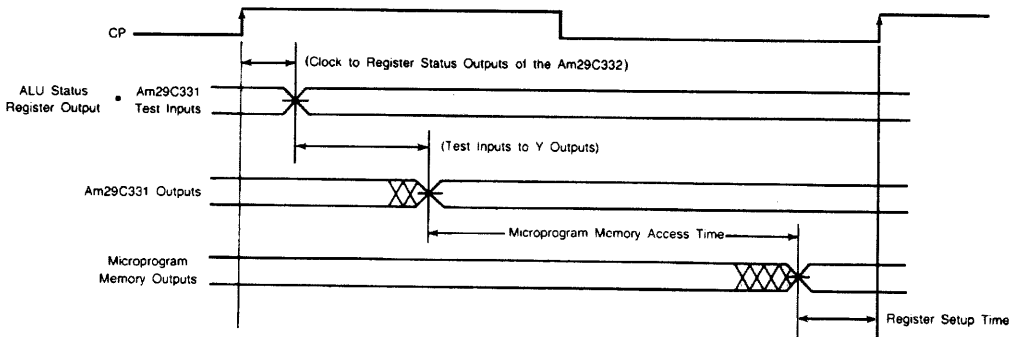 CP
(Clock to Register Status Outputs of the Am29C332)
ALU Status
Register Output
Am29C331
Test Inputs
(Test Inputs to Y Outputs)
Am29C331 Outputs
Microprogram Memory Access Time
Microprogram
Memory Outputs
Register Setup Time